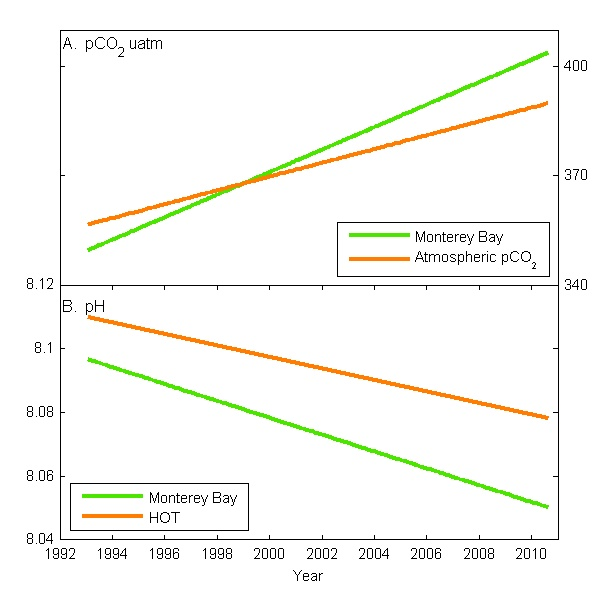 A. pCO2 uatm
400
370
Monterey Bay
Atmospheric pCO2
8.12
340
B. pH
8.1
8.08
8.06
Monterey Bay
HOT
8.04
1992 1994 1996 1998 2000 2002 2004 2006 2008 2010
Year